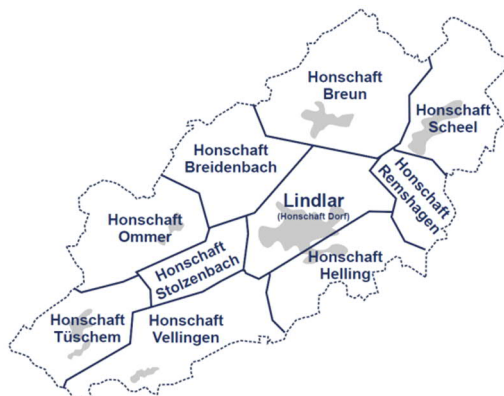 Honschaft
Breun
Honschaft
Scheel
Honschaft
Breidenbach
Honschaft
Remshagen
Lindlar
(Honschaft Dorf)
Honschaft
Ommer
Honschaft
Stolzenbach
Honschaft
Helling
Honschaft
Tüschem
Honschaft
Vellingen